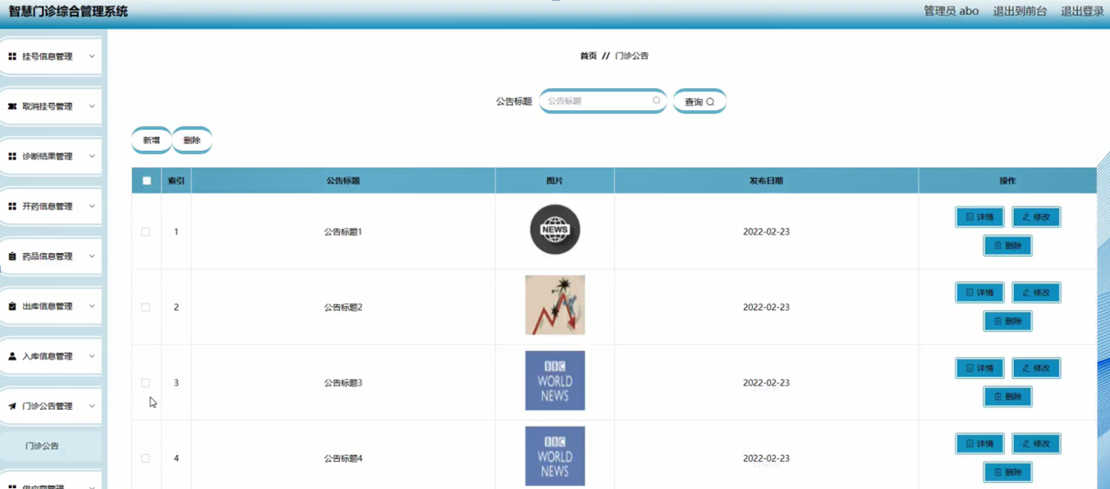 智慧门诊综合管理系统
管理员 abo 退出到前台 退出登录
挂号信息管理
取消挂号管理
诊断结果管理
开药信息管理
药品信息管理
出库信息管理
入库信息管理
门诊公告管理
门诊公告
供应商管理
首页 // 门诊公告
公告标题 公告标题 查询
新增 删除
索引 公告标题 图片 发布日期 操作
1 公告标题1 NEWS 2022-02-23 详情 修改
删除
2 公告标题2 2022-02-23 详情 修改
删除
3 公告标题3 BBC WORLD NEWS 2022-02-23 详情 修改
删除
4 公告标题4 BBC WORLD NEWS 2022-02-23 详情 修改
删除